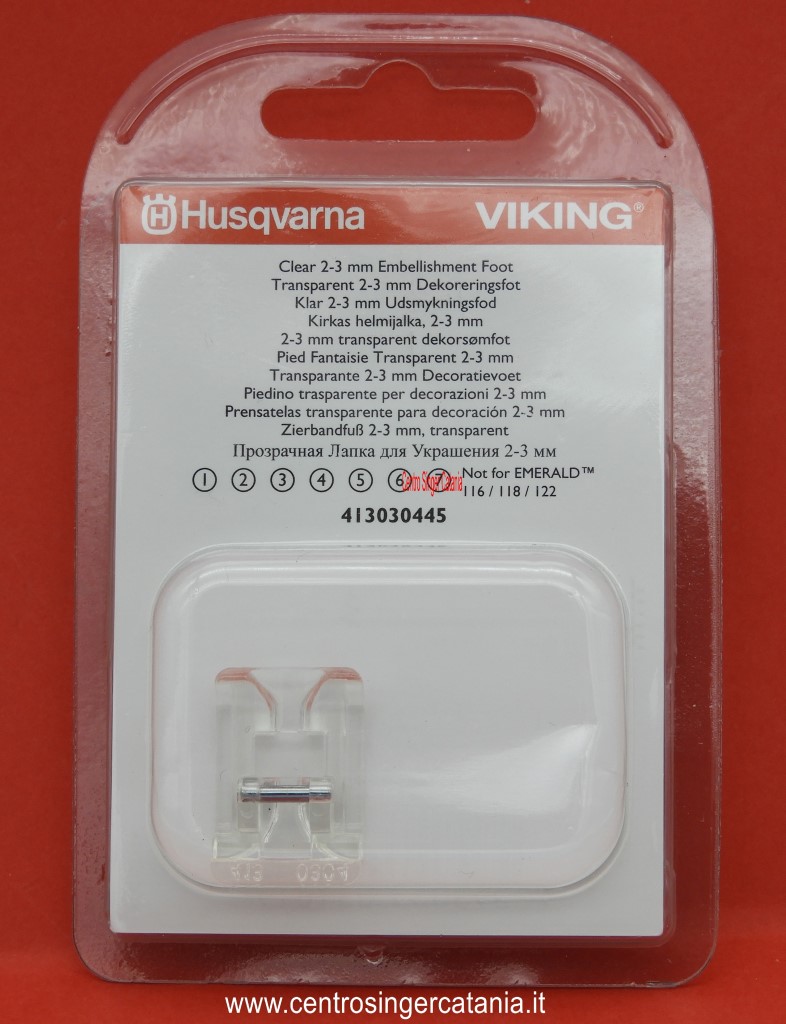 Husqvarna VIKING®
Clear 2-3 mm Embellishment Foot
Transparent 2-3 mm Dekoreringsfot
Klar 2-3 mm Udsmykningsfod
Kirkas helmijalka, 2-3 mm
2-3 mm transparent dekorsømfot
Pied Fantaisie Transparent 2-3 mm
Transparante 2-3 mm Decoratievoet
Piedino trasparente per decorazioni 2-3 mm
Prensatelas transparente para decoración 2-3 mm
Zierbandfuß 2-3 mm, transparent
Прозрачная Лапка для Украшения 2-3 мм
① ② ③ ④ ⑤ ⑥ ⑦ Not for EMERALD™
Centro Singer Catania
116 / 118 / 122
413030445
413
www.centrosingercatania.it